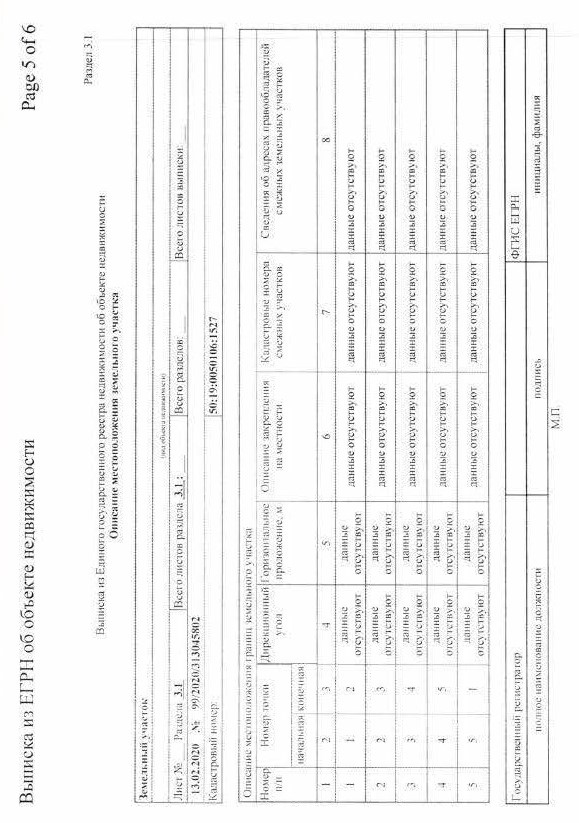 Выписка из ЕГРН об объекте недвижимости Page 5 of 6
Раздел 3.1
Выписка из Единого государственного реестра недвижимости об объекте недвижимости
Описание местоположения земельного участка
Земельный участок
(вид объекта недвижимости)
Лист № Раздела 3.1 Всего листов раздела 3.1 : Всего разделов: Всего листов выписки:
13.02.2020 № 99/2020/313045802
Кадастровый номер: 50:19:0050106:1527
Описание местоположения границ земельного участка
Номер п/п Номер точки Дирекционный угол Горизонтальное проложение, м Описание закрепления на местности Кадастровые номера смежных участков Сведения об адресах правообладателей смежных земельных участков
начальная конечная
1 2 3 4 5 6 7 8
1 1 2 данные отсутствуют данные отсутствуют данные отсутствуют данные отсутствуют данные отсутствуют
2 2 3 данные отсутствуют данные отсутствуют данные отсутствуют данные отсутствуют данные отсутствуют
3 3 4 данные отсутствуют данные отсутствуют данные отсутствуют данные отсутствуют данные отсутствуют
4 4 5 данные отсутствуют данные отсутствуют данные отсутствуют данные отсутствуют данные отсутствуют
5 5 1 данные отсутствуют данные отсутствуют данные отсутствуют данные отсутствуют данные отсутствуют
Государственный регистратор ФГИС ЕГРН
полное наименование должности подпись инициалы, фамилия
М.П.